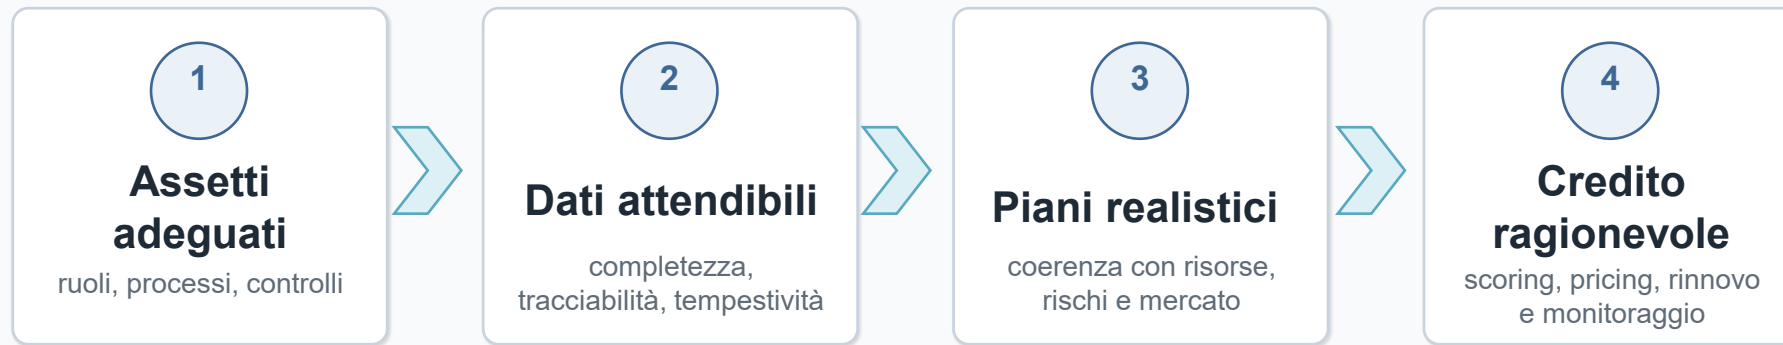 1
Assetti
adeguati
ruoli, processi, controlli
2
Dati attendibili
completezza,
tracciabilità, tempestività
3
Piani realistici
coerenza con risorse,
rischi e mercato
4
Credito
ragionevole
scoring, pricing, rinnovo
e monitoraggio